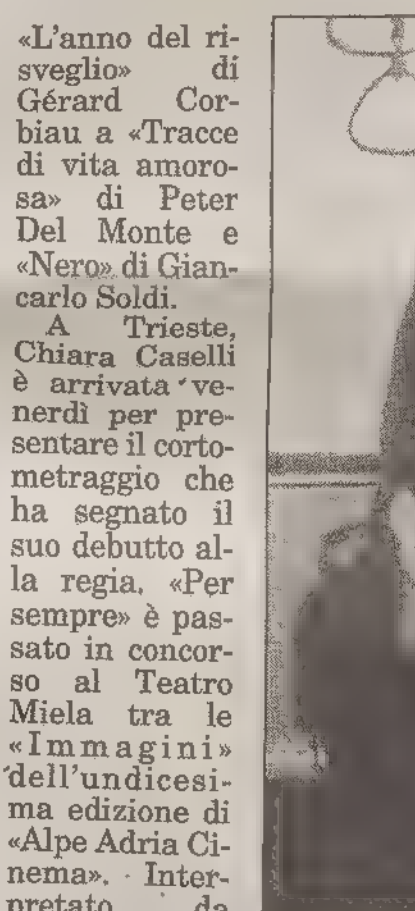 «L'anno del ri-
sveglio» di
Gérard Cor-
biau a «Tracce
di vita amoro-
sa» di Peter
Del Monte e
«Nero» di Gian-
carlo Soldi.
A Trieste,
Chiara Caselli
è arrivata ve-
nerdì per pre-
sentare il corto-
metraggio che
ha segnato il
suo debutto al-
la regia. «Per
sempre» è pas-
sato in concor-
so al Teatro
Miela tra le
«Immagini»
dell'undicesi-
ma edizione di
«Alpe Adria Ci-
nema». Inter-
pretato da